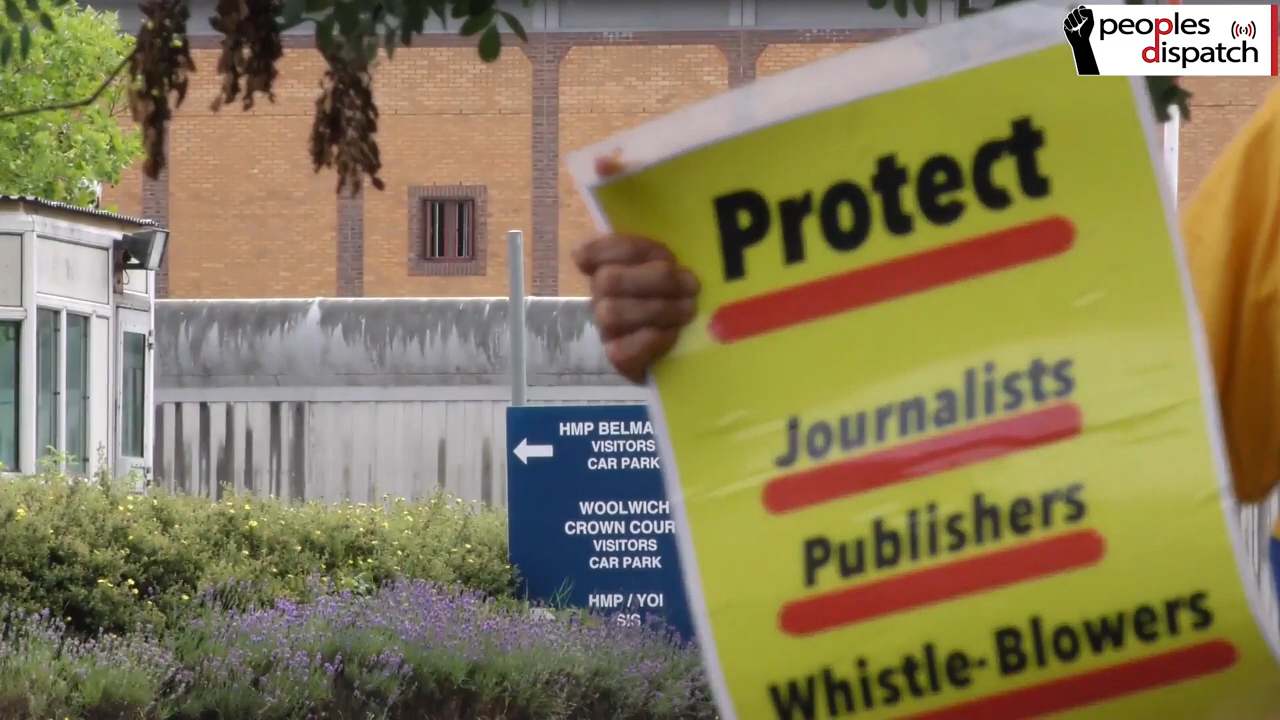 peoples
dispatch
Protect
Journalists
Publishers
Whistle-Blowers
HMP BELMA
VISITORS
CAR PARK
WOOLWICH
CROWN COUR
VISITORS
CAR PARK
HMP / YOI